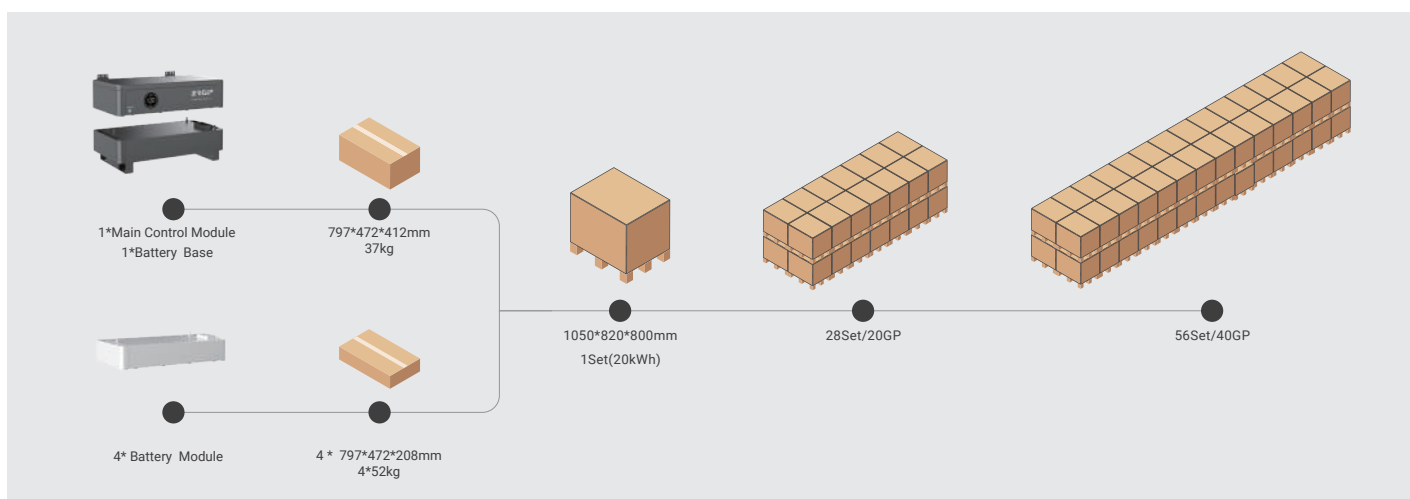 1*Main Control Module
1*Battery Base
797*472*412mm
37kg
4* Battery Module
4 * 797*472*208mm
4*52kg
1050*820*800mm
1Set(20kWh)
28Set/20GP
56Set/40GP